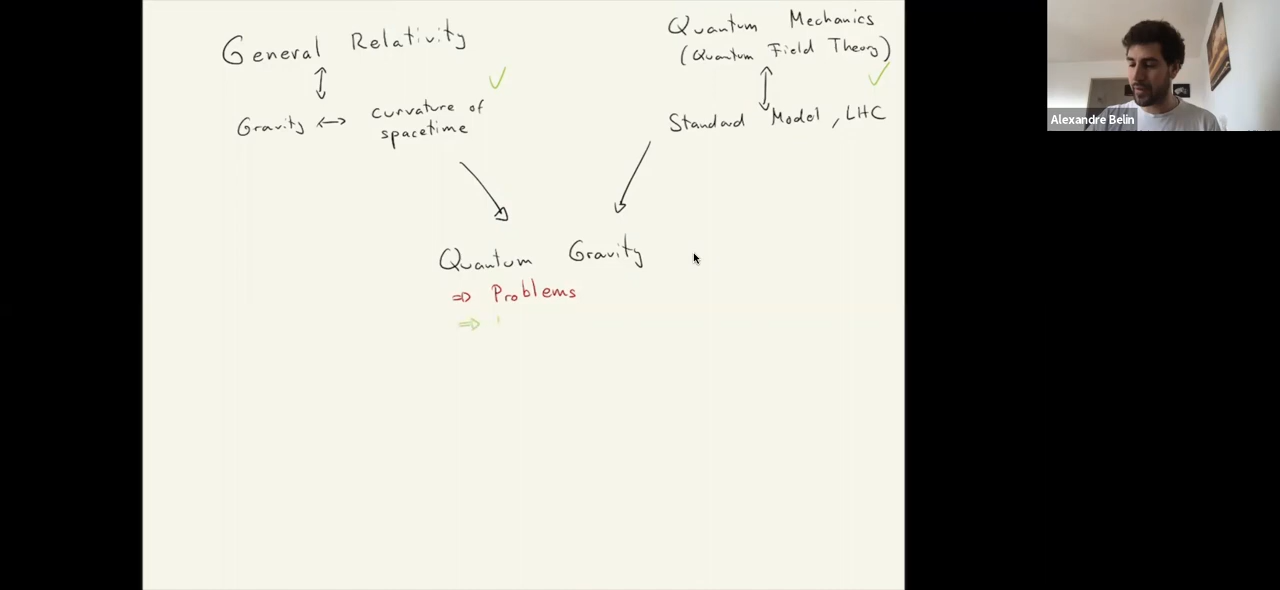 General Relativity
Gravity ↔ curvature of
spacetime
✓
Quantum Mechanics
(Quantum Field Theory)
✓
Standard Model, LHC
Quantum Gravity
⇒ Problems
⇒
Alexandre Belin